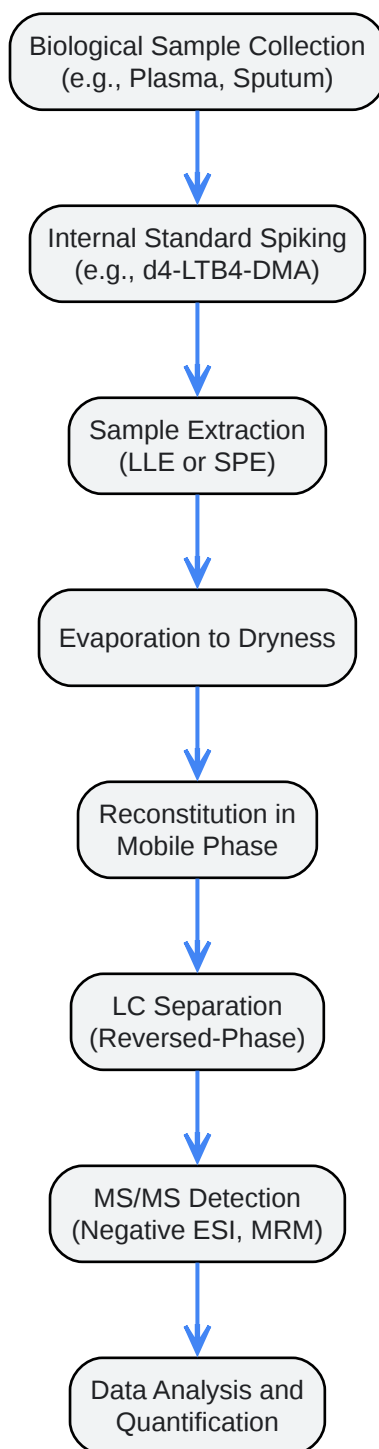 Biological Sample Collection
(e.g., Plasma, Sputum)
Internal Standard Spiking
(e.g., d4-LTB4-DMA)
Sample Extraction
(LLE or SPE)
Evaporation to Dryness
Reconstitution in
Mobile Phase
LC Separation
(Reversed-Phase)
MS/MS Detection
(Negative ESI, MRM)
Data Analysis and
Quantification